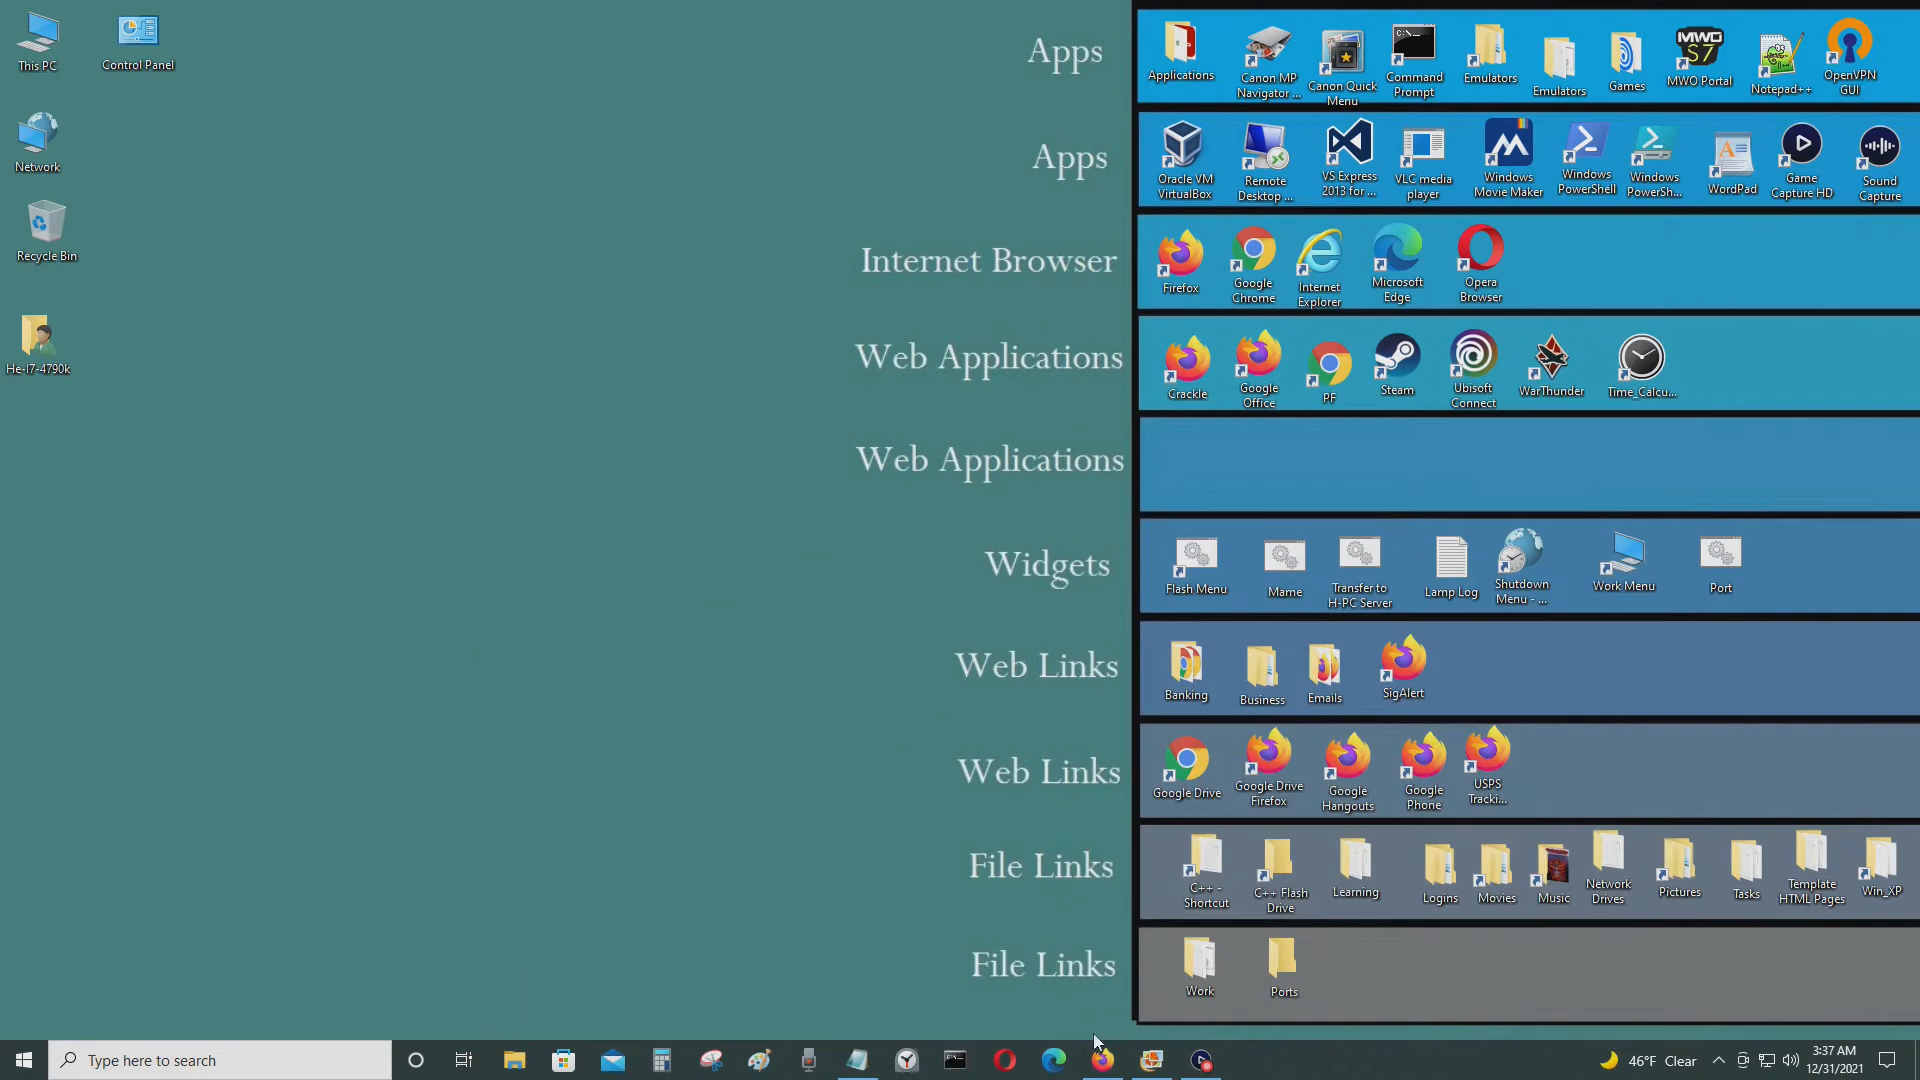 This PC
Control Panel
Network
Recycle Bin
He-I7-4790k
Apps
Applications
Canon MP
Navigator ...
Canon Quick
Menu
C:\_
Command
Prompt
Emulators
Emulators
Games
MWO
S7
MWO Portal
Notepad++
OpenVPN
GUI
Apps
Oracle VM
VirtualBox
Remote
Desktop ...
VS Express
2013 for ...
VLC media
player
Windows
Movie Maker
Windows
PowerShell
Windows
PowerSh...
WordPad
Game
Capture HD
Sound
Capture
Internet Browser
Firefox
Google
Chrome
Internet
Explorer
Microsoft
Edge
Opera
Browser
Web Applications
Crackle
Google
Office
PF
Steam
Ubisoft
Connect
WarThunder
Time_Calcu...
Web Applications
Widgets
Flash Menu
Mame
Transfer to
H-PC Server
Lamp Log
Shutdown
Menu - ...
Work Menu
Port
Web Links
Banking
Business
Emails
SigAlert
Web Links
Google Drive
Google Drive
Firefox
Google
Hangouts
Google
Phone
USPS
Tracki...
File Links
C++ -
Shortcut
C++ Flash
Drive
Learning
Logins
Movies
Music
Network
Drives
Pictures
Tasks
Template
HTML Pages
Win_XP
File Links
Work
Ports
Type here to search
46°F Clear
3:37 AM
12/31/2021